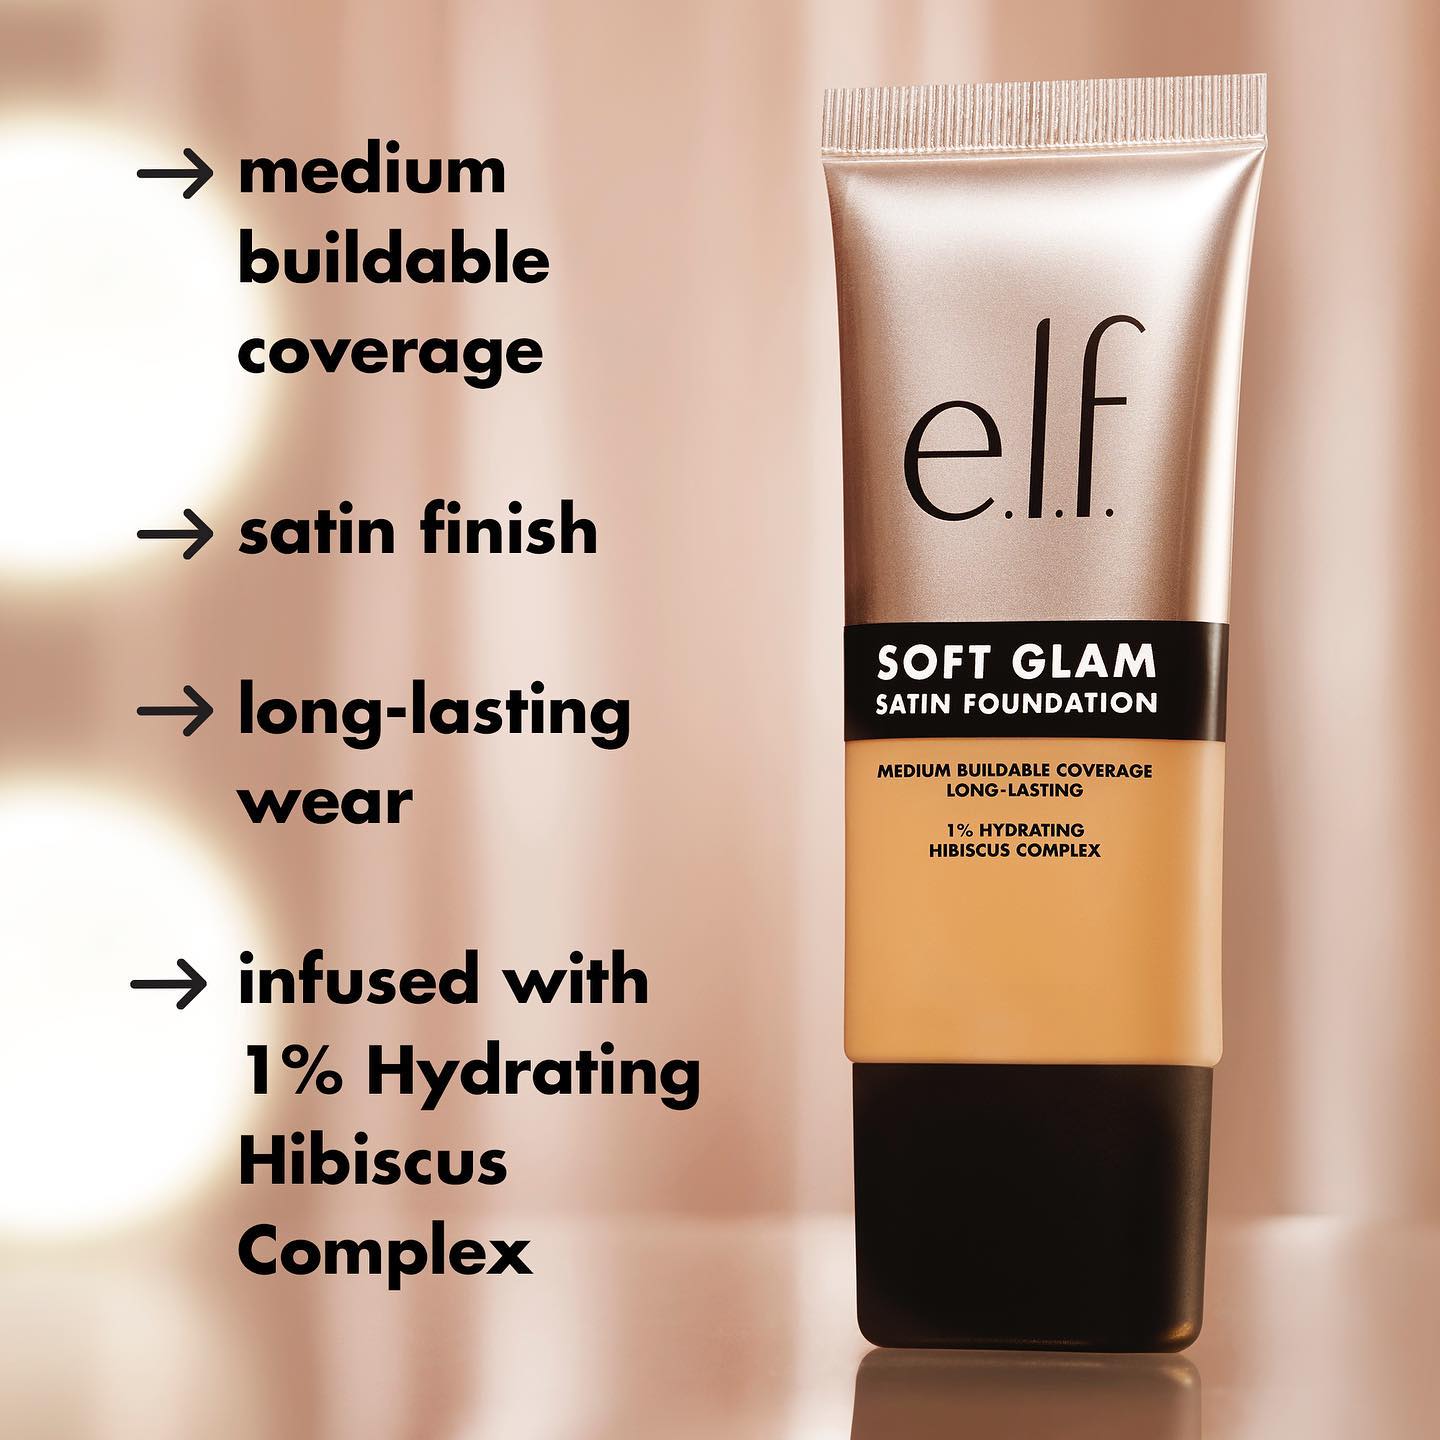 medium
buildable
coverage
satin finish
long-lasting
wear
infused with
1% Hydrating
Hibiscus
Complex
e.l.f.
SOFT GLAM
SATIN FOUNDATION
MEDIUM BUILDABLE COVERAGE
LONG-LASTING
1% HYDRATING
HIBISCUS COMPLEX